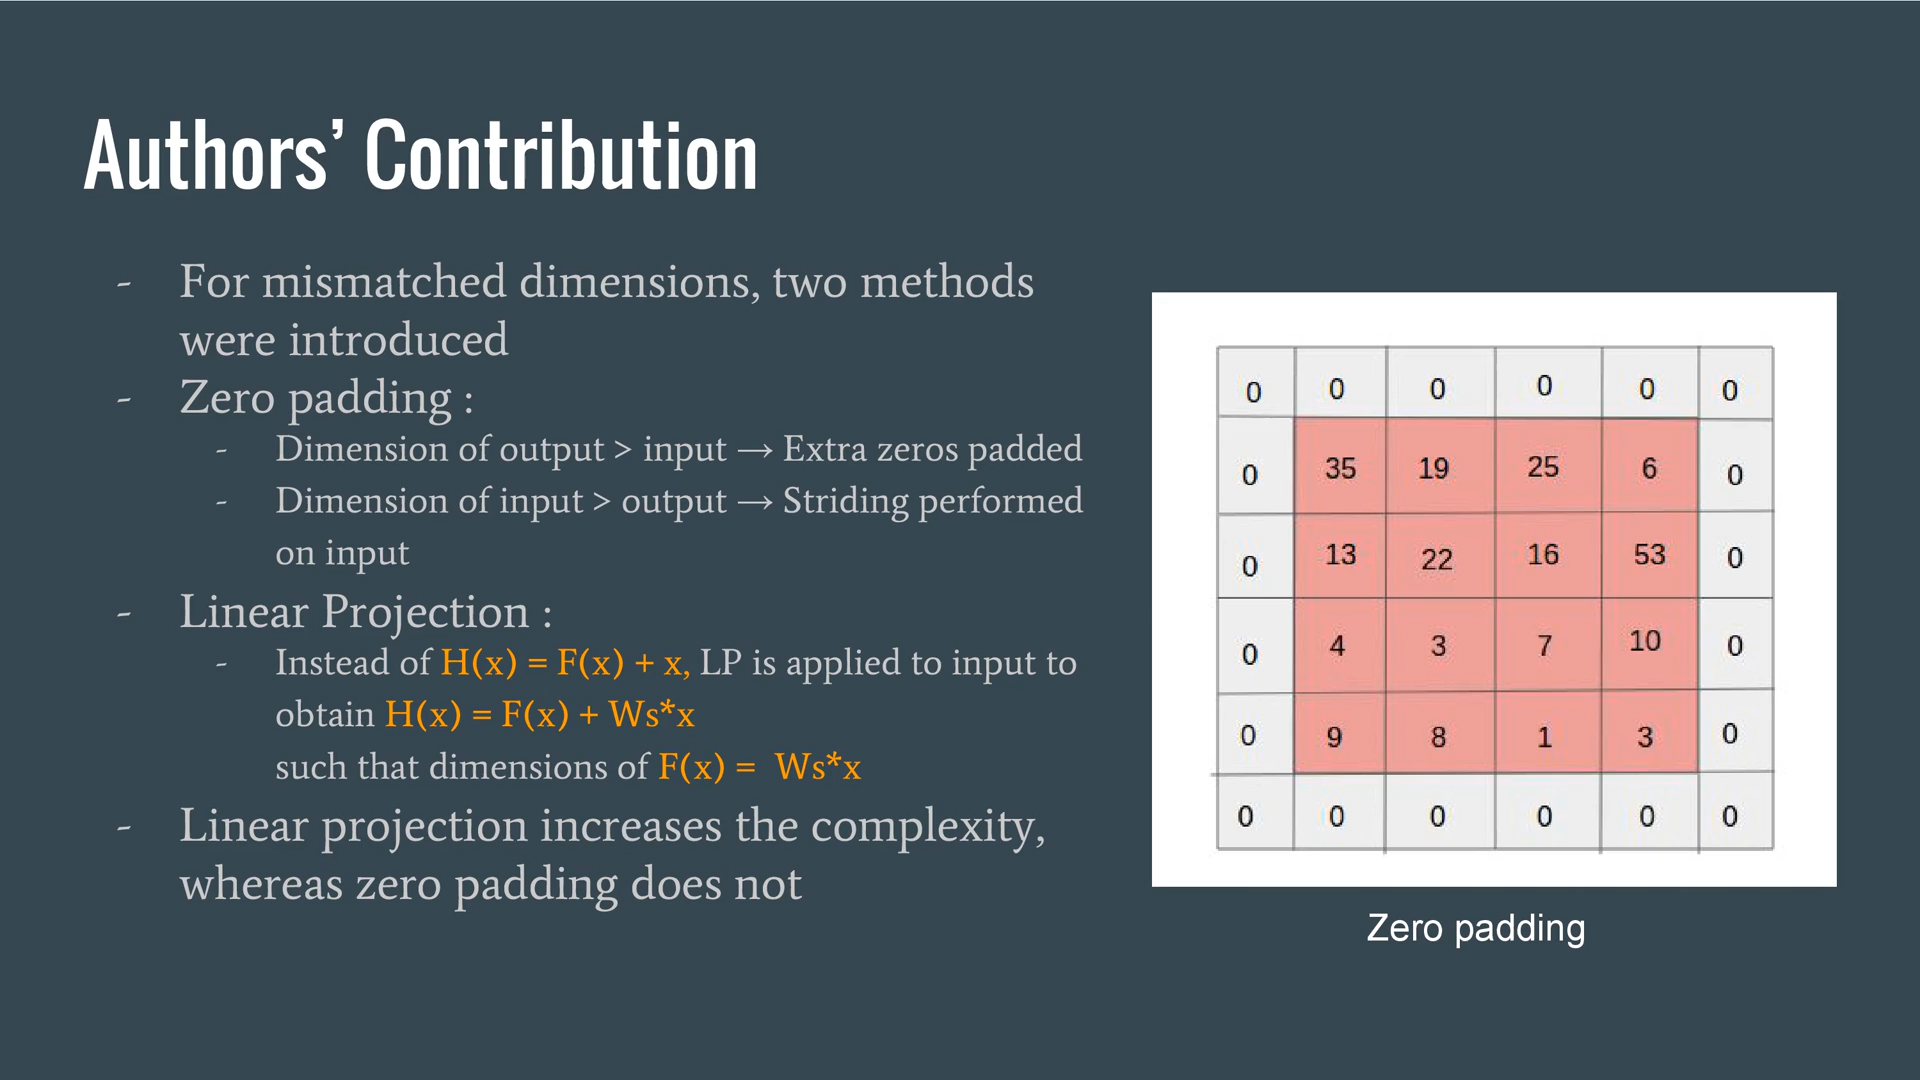 Authors’ Contribution
- For mismatched dimensions, two methods
were introduced
- Zero padding :
- Dimension of output > input → Extra zeros padded
- Dimension of input > output → Striding performed
on input
- Linear Projection :
- Instead of H(x) = F(x) + x, LP is applied to input to
obtain H(x) = F(x) + Ws*x
such that dimensions of F(x) = Ws*x
- Linear projection increases the complexity,
whereas zero padding does not
0 0 0 0 0 0
0 35 19 25 6 0
0 13 22 16 53 0
0 4 3 7 10 0
0 9 8 1 3 0
0 0 0 0 0 0
Zero padding